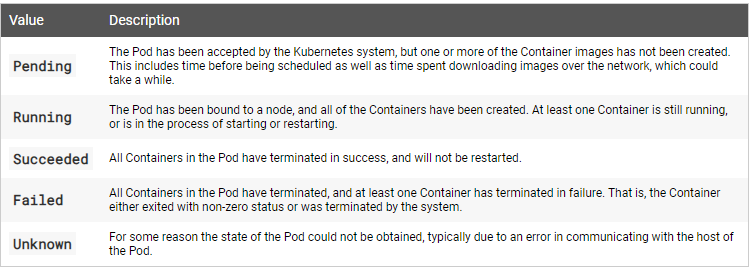 Value Description
Pending The Pod has been accepted by the Kubernetes system, but one or more of the Container images has not been created.
This includes time before being scheduled as well as time spent downloading images over the network, which could
take a while.
Running The Pod has been bound to a node, and all of the Containers have been created. At least one Container is still running,
or is in the process of starting or restarting.
Succeeded All Containers in the Pod have terminated in success, and will not be restarted.
Failed All Containers in the Pod have terminated, and at least one Container has terminated in failure. That is, the Container
either exited with non-zero status or was terminated by the system.
Unknown For some reason the state of the Pod could not be obtained, typically due to an error in communicating with the host of
the Pod.